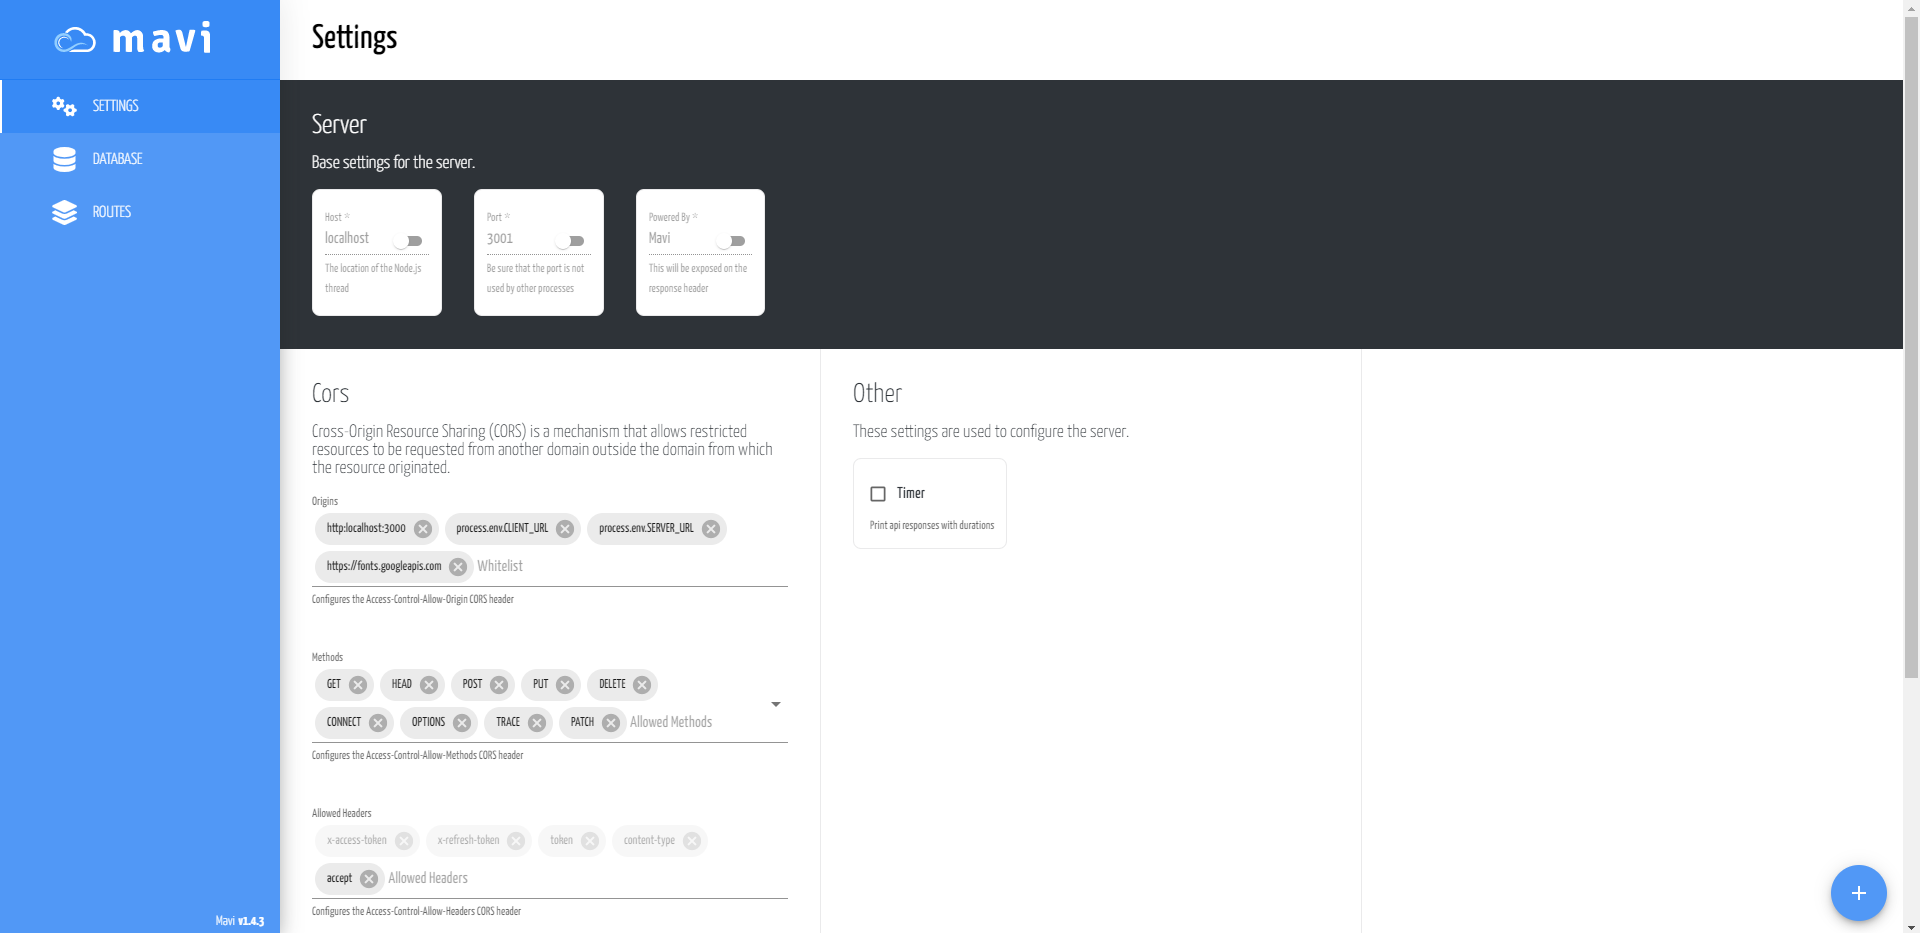 mavi
SETTINGS
DATABASE
ROUTES
Mavi v1.4.3
Settings
Server
Base settings for the server.
Host *
localhost
The location of the Node.js
thread
Port *
3001
Be sure that the port is not
used by other processes
Powered By *
Mavi
This will be exposed on the
response header
Cors
Cross-Origin Resource Sharing (CORS) is a mechanism that allows restricted
resources to be requested from another domain outside the domain from which
the resource originated.
Origins
http:localhost:3000 process.env.CLIENT_URL process.env.SERVER_URL
https://fonts.googleapis.com Whitelist
Configures the Access-Control-Allow-Origin CORS header
Methods
GET HEAD POST PUT DELETE
CONNECT OPTIONS TRACE PATCH Allowed Methods
Configures the Access-Control-Allow-Methods CORS header
Allowed Headers
x-access-token x-refresh-token token content-type
accept Allowed Headers
Configures the Access-Control-Allow-Headers CORS header
Other
These settings are used to configure the server.
Timer
Print api responses with durations